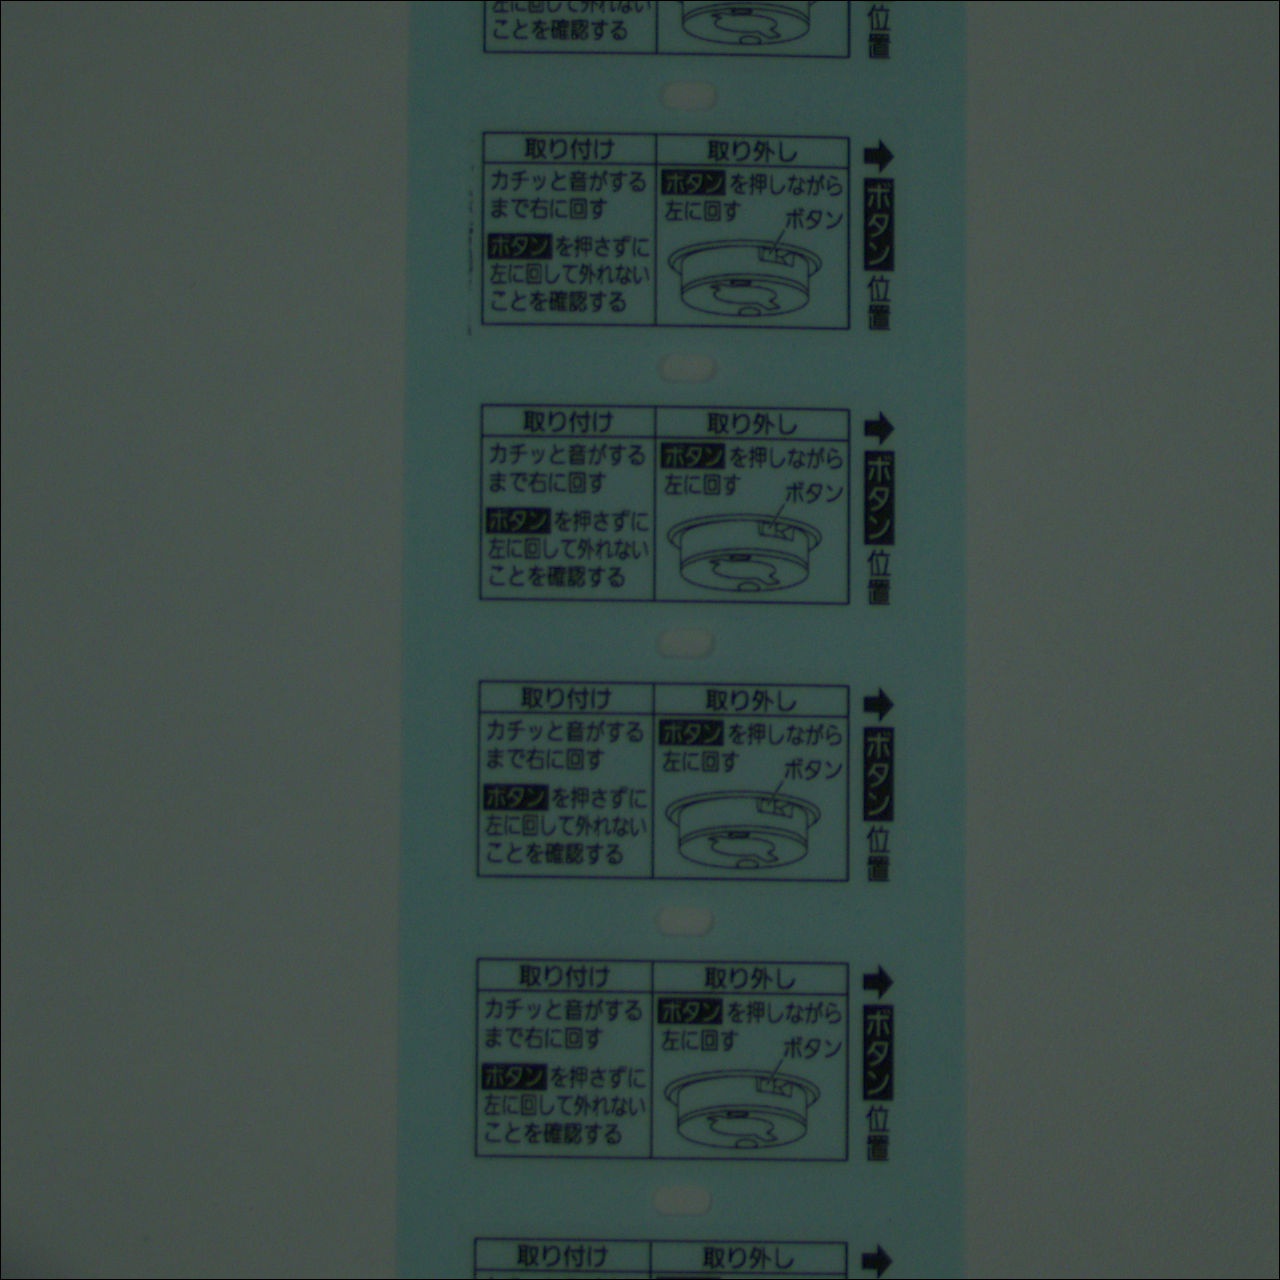 左に回して外れない
ことを確認する
位置
取り付け
取り外し
カチッと音がする
まで右に回す
ボタンを押さずに
左に回して外れない
ことを確認する
ボタンを押しながら
左に回す
ボタン
➡ボタン位置
取り付け
取り外し
カチッと音がする
まで右に回す
ボタンを押さずに
左に回して外れない
ことを確認する
ボタンを押しながら
左に回す
ボタン
➡ボタン位置
取り付け
取り外し
カチッと音がする
まで右に回す
ボタンを押さずに
左に回して外れない
ことを確認する
ボタンを押しながら
左に回す
ボタン
➡ボタン位置
取り付け
取り外し
カチッと音がする
まで右に回す
ボタンを押さずに
左に回して外れない
ことを確認する
ボタンを押しながら
左に回す
ボタン
➡ボタン位置
取り付け
取り外し
➡